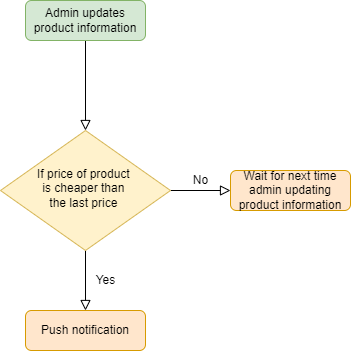 Admin updates
product information
If price of product
is cheaper than
the last price
No
Wait for next time
admin updating
product information
Yes
Push notification